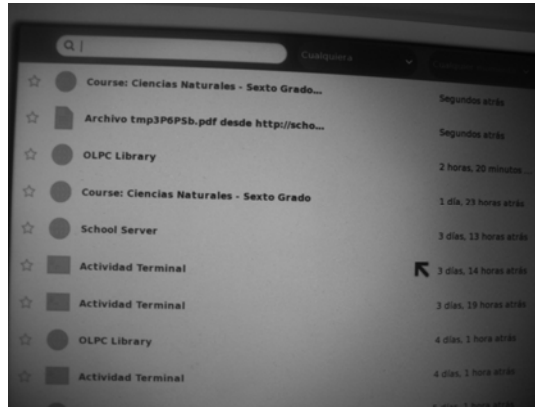 Cualquiera
Course: Ciencias Naturales - Sexto Grado... Segundos atrás
Archivo tmp3P6PSb.pdf desde http://scho... Segundos atrás
OLPC Library 2 horas, 20 minutos ...
Course: Ciencias Naturales - Sexto Grado 1 día, 23 horas atrás
School Server 3 días, 13 horas atrás
Actividad Terminal 3 días, 14 horas atrás
Actividad Terminal 3 días, 19 horas atrás
OLPC Library 4 días, 1 hora atrás
Actividad Terminal 4 días, 1 hora atrás